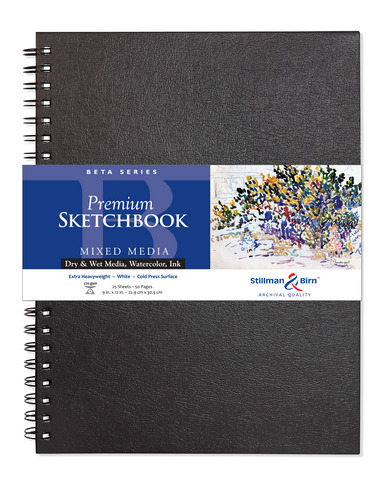 BETA SERIES
B
Premium
SKETCHBOOK
MIXED MEDIA
Dry & Wet Media, Watercolor, Ink
Extra Heavyweight – White – Cold Press Surface
270 gsm
25 Sheets - 50 Pages
9 in. x 12 in. - 22.9 cm x 30.5 cm
Stillman & Birn™
ARCHIVAL QUALITY